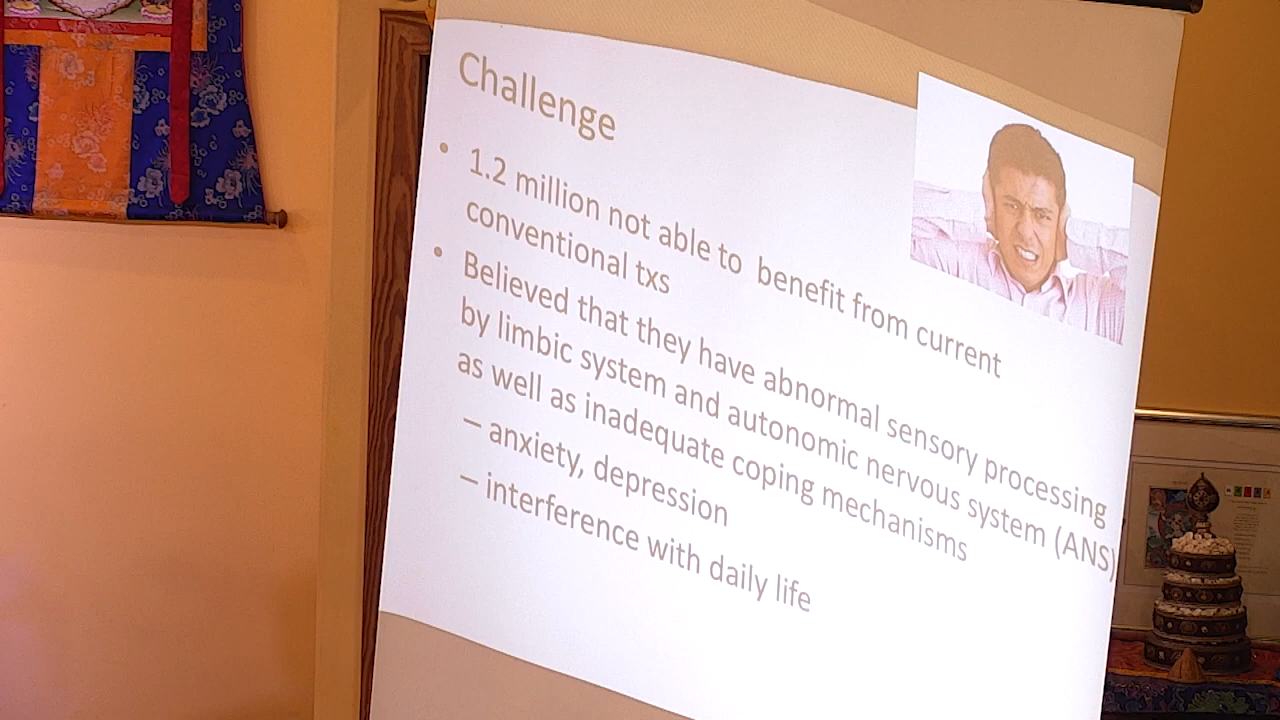 Challenge
• 1.2 million not able to  benefit from current
conventional txs
• Believed that they have abnormal sensory processing
by limbic system and autonomic nervous system (ANS)
as well as inadequate coping mechanisms
– anxiety, depression
– interference with daily life